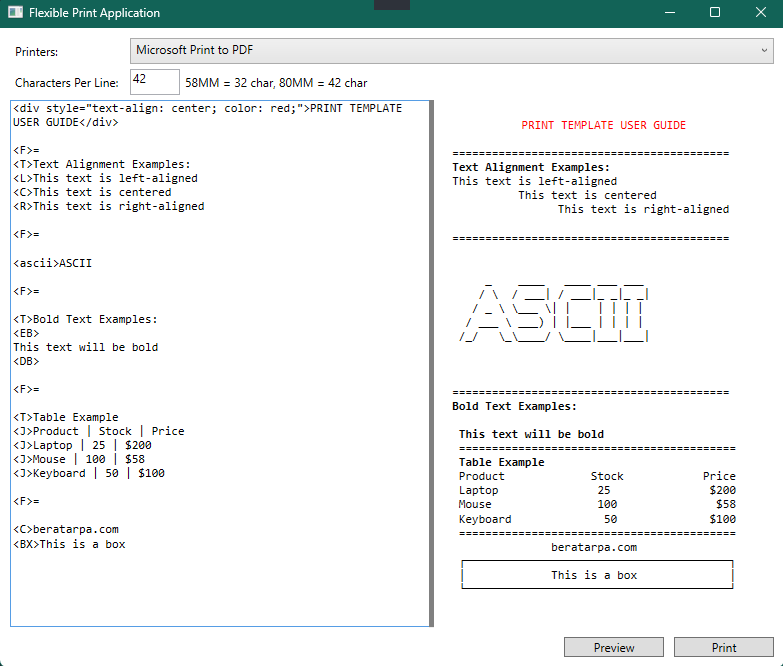 Flexible Print Application
Printers:
Microsoft Print to PDF
Characters Per Line:
42
58MM = 32 char, 80MM = 42 char
<div style="text-align: center; color: red;">PRINT TEMPLATE
USER GUIDE</div>
<F>=
<T>Text Alignment Examples:
<L>This text is left-aligned
<C>This text is centered
<R>This text is right-aligned
<F>=
<ascii>ASCII
<F>=
<T>Bold Text Examples:
<EB>
This text will be bold
<DB>
<F>=
<T>Table Example
<J>Product | Stock | Price
<J>Laptop | 25 | $200
<J>Mouse | 100 | $58
<J>Keyboard | 50 | $100
<F>=
<C>beratarpa.com
<BX>This is a box
PRINT TEMPLATE USER GUIDE
==========================================
Text Alignment Examples:
This text is left-aligned
This text is centered
This text is right-aligned
==========================================
ASCII
==========================================
Bold Text Examples:
This text will be bold
==========================================
Table Example
Product Stock Price
Laptop 25 $200
Mouse 100 $58
Keyboard 50 $100
==========================================
beratarpa.com
This is a box
Preview
Print